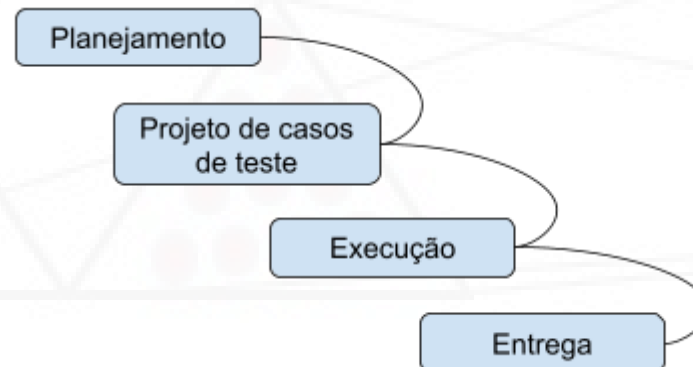 Planejamento
Projeto de casos
de teste
Execução
Entrega